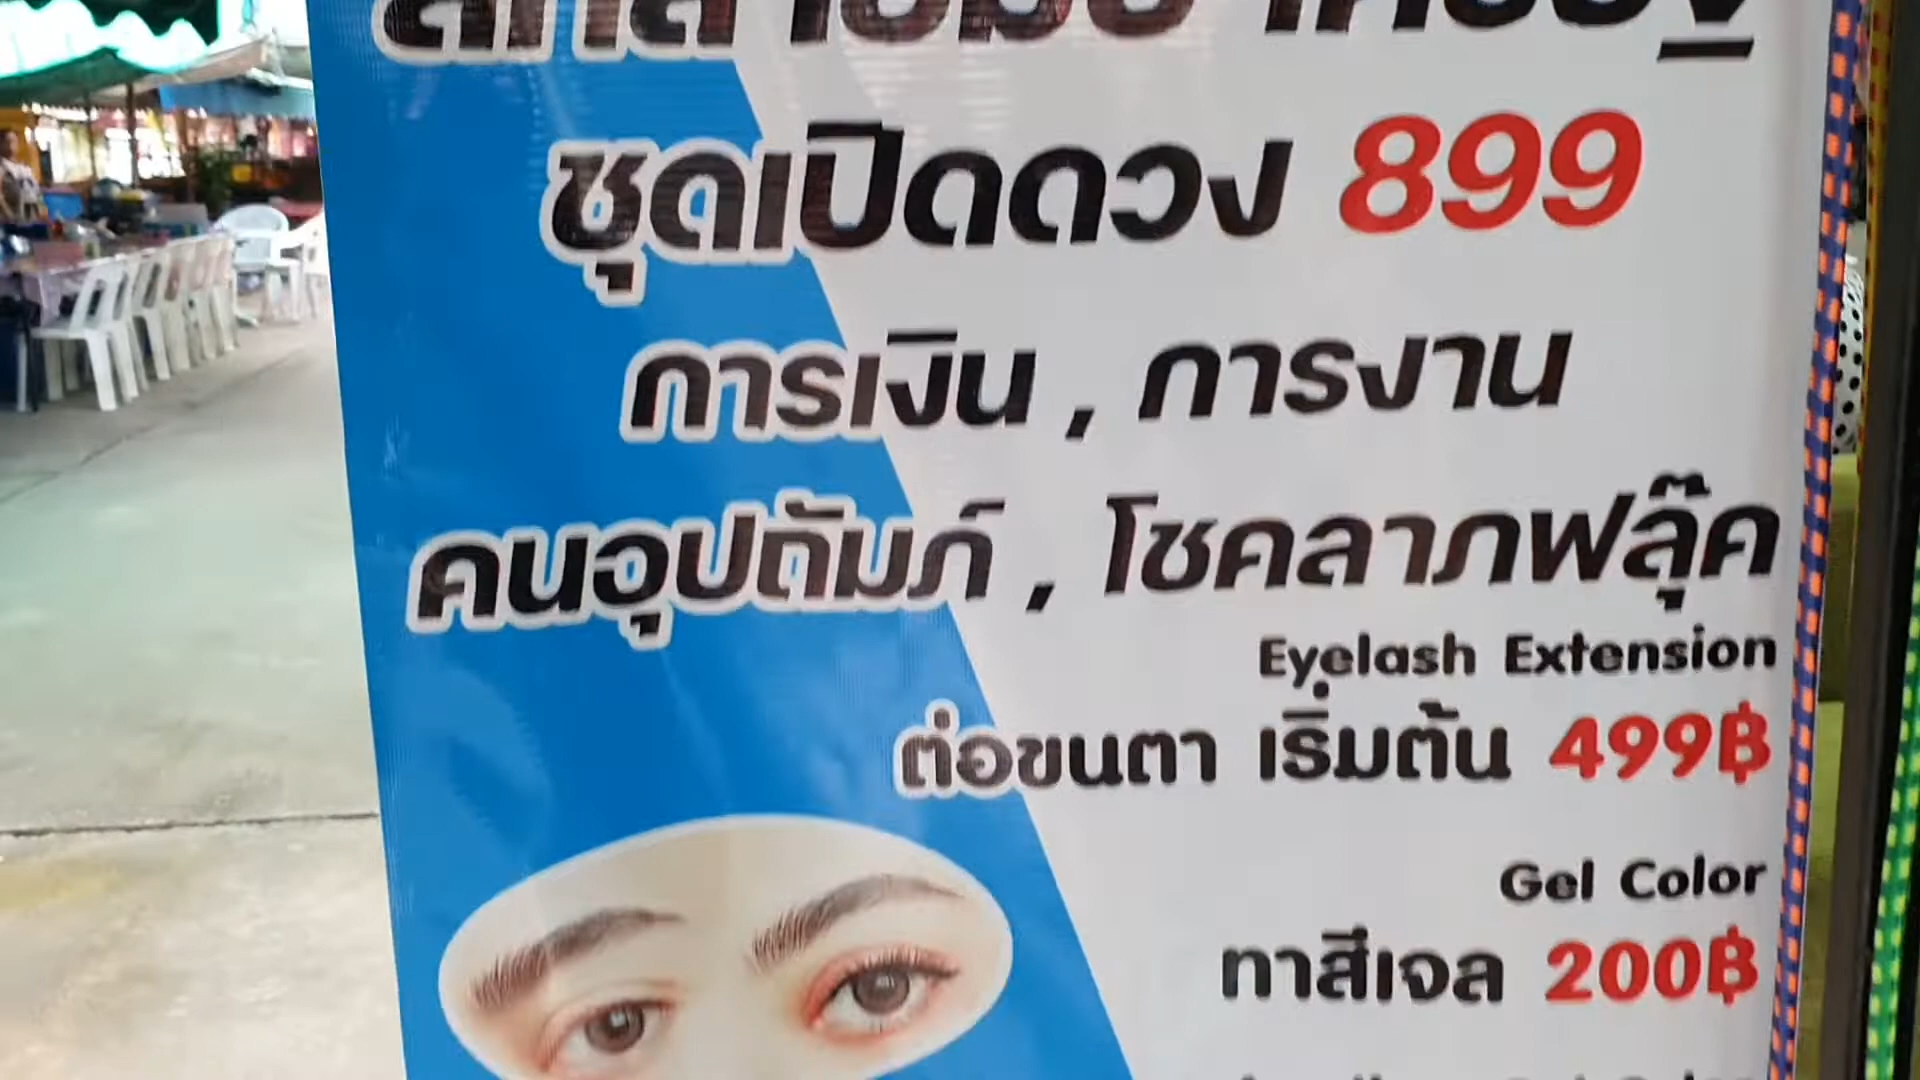 ชุดเปิดดวง 899
การเงิน , การงาน
คนอุปถัมภ์ , โชคลาภฟลุ๊ค
Eyelash Extension
ต่อขนตา เริ่มต้น 499฿
Gel Color
ทาสีเจล 200฿